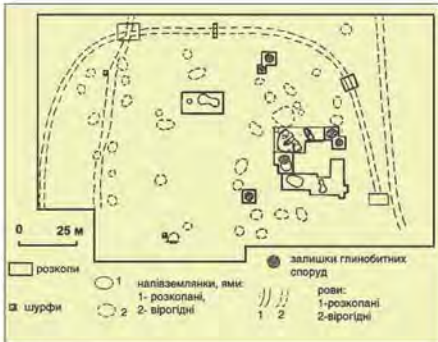 0 25 м
розкопи
шурфи
1
2
напівземлянки, ями:
1- розкопані,
2- вірогідні
залишки глинобитних
споруд
1 2
рови:
1-розкопані
2-вірогідні